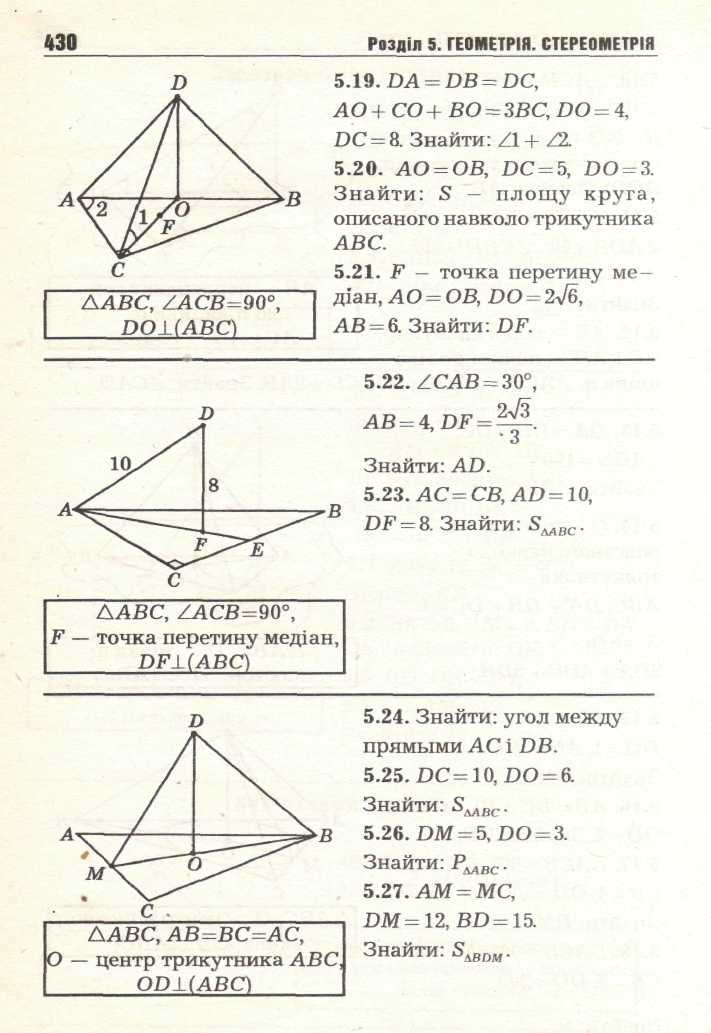 430
Розділ 5. ГЕОМЕТРІЯ. СТЕРЕОМЕТРІЯ
D
A
2
1
O
F
B
C
△ABC, ∠ACB=90°,
DO⊥(ABC)
5.19. DA = DB = DC,
AO + CO + BO = 3BC, DO = 4,
DC = 8. Знайти: ∠1 + ∠2.
5.20. AO = OB, DC = 5, DO = 3.
Знайти: S – площу круга,
описаного навколо трикутника
ABC.
5.21. F – точка перетину ме-
діан, AO = OB, DO = 2√6,
AB = 6. Знайти: DF.
D
10
8
A
B
F
E
C
△ABC, ∠ACB=90°,
F — точка перетину медіан,
DF⊥(ABC)
5.22. ∠CAB = 30°,
AB = 4, DF = 2√3/3.
Знайти: AD.
5.23. AC = CB, AD = 10,
DF = 8. Знайти: S△ABC.
D
A
B
M
O
C
△ABC, AB=BC=AC,
O — центр трикутника ABC,
OD⊥(ABC)
5.24. Знайти: угол между
прямыми AC і DB.
5.25. DC = 10, DO = 6.
Знайти: S△ABC.
5.26. DM = 5, DO = 3.
Знайти: P△ABC.
5.27. AM = MC,
DM = 12, BD = 15.
Знайти: S△BDM.